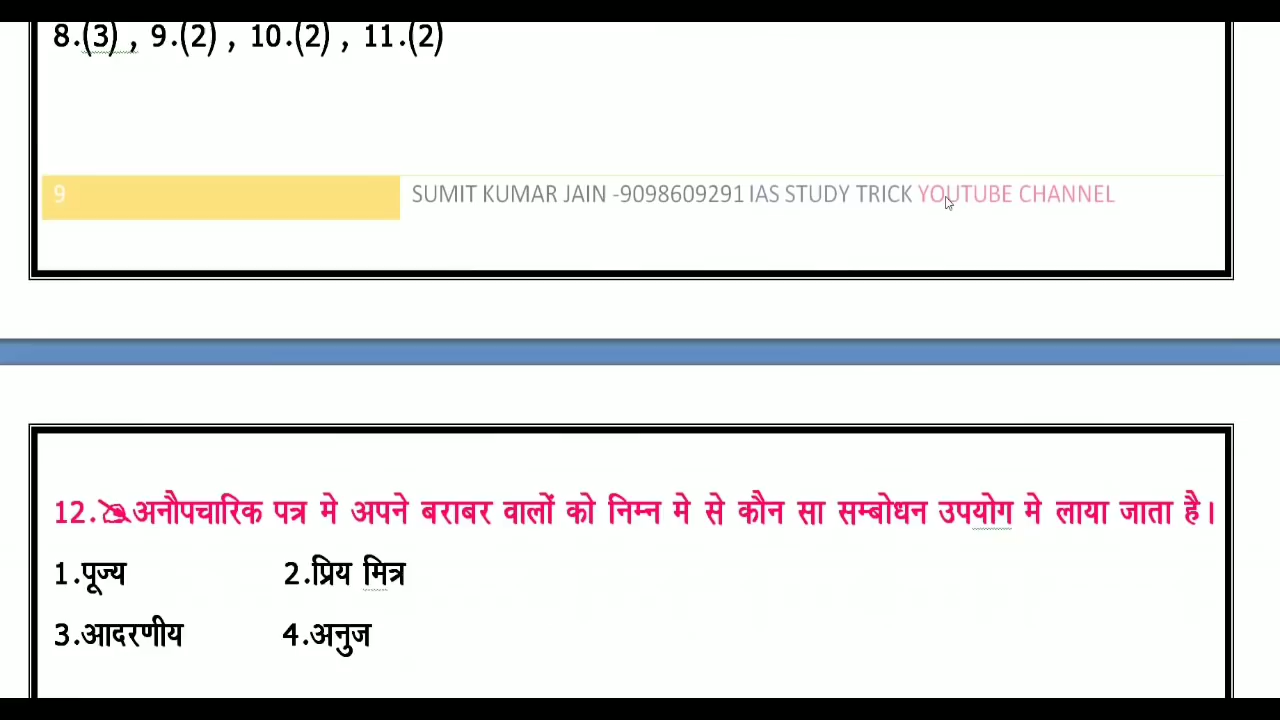 8.(3) , 9.(2) , 10.(2) , 11.(2)
9 SUMIT KUMAR JAIN -9098609291 IAS STUDY TRICK YOUTUBE CHANNEL
12.✍अनौपचारिक पत्र मे अपने बराबर वालों को निम्न मे से कौन सा सम्बोधन उपयोग मे लाया जाता है।
1.पूज्य 2.प्रिय मित्र
3.आदरणीय 4.अनुज